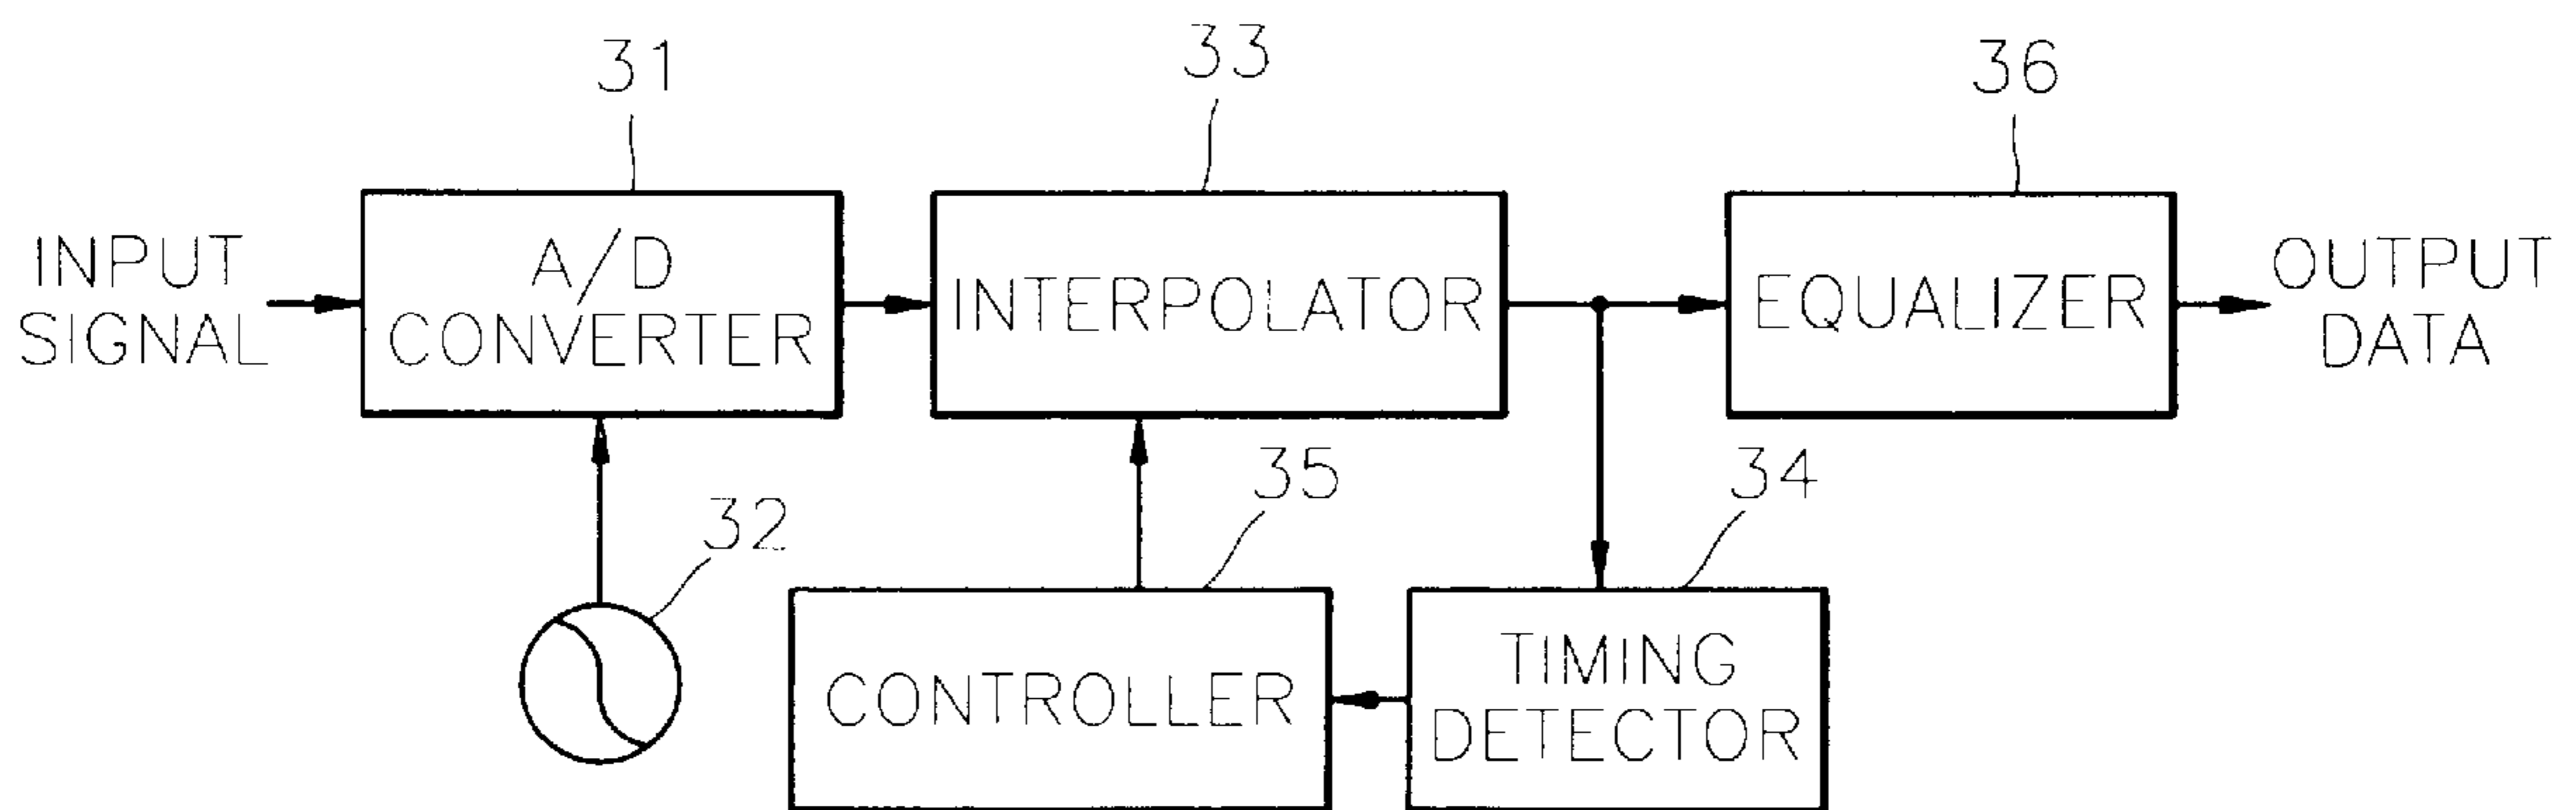 31
33
36
INPUT
SIGNAL
A/D
CONVERTER
INTERPOLATOR
EQUALIZER
OUTPUT
DATA
32
35
34
CONTROLLER
TIMING
DETECTOR